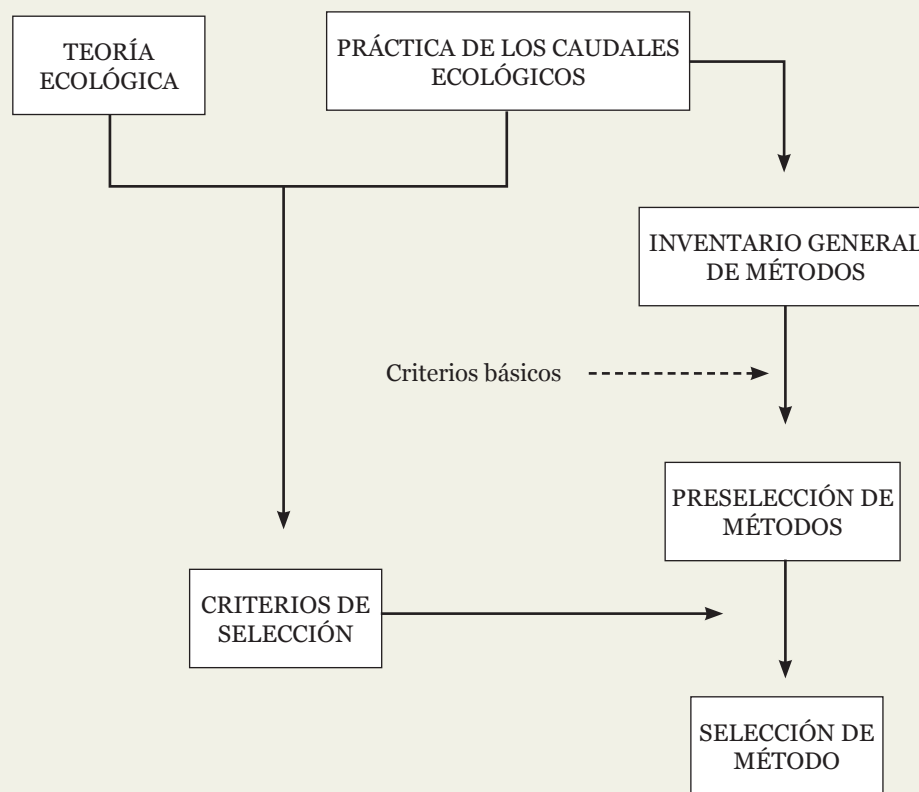 TEORÍA
ECOLÓGICA
PRÁCTICA DE LOS CAUDALES
ECOLÓGICOS
INVENTARIO GENERAL
DE MÉTODOS
Criterios básicos
PRESELECCIÓN DE
MÉTODOS
CRITERIOS DE
SELECCIÓN
SELECCIÓN DE
MÉTODO